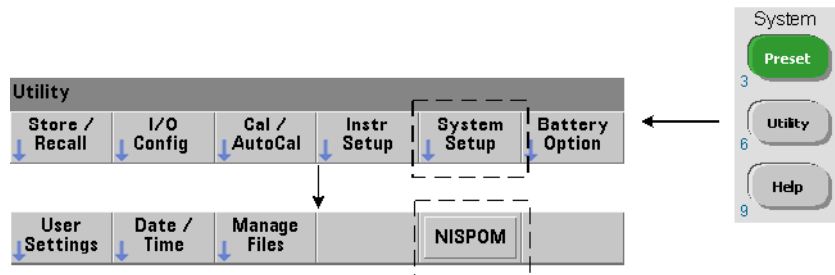 System
Preset
3
Utility
6
Help
9
Utility
Store / Recall
I/O Config
Cal / AutoCal
Instr Setup
System Setup
Battery Option
User Settings
Date / Time
Manage Files
NISPOM